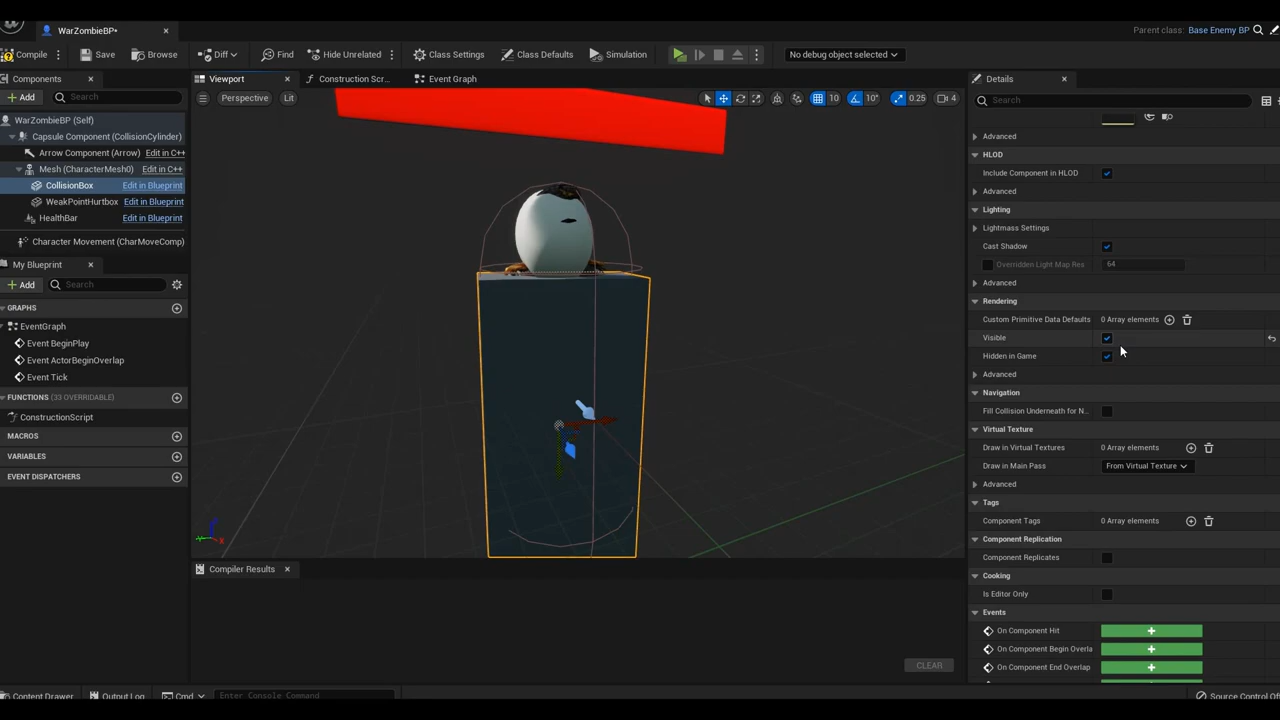 WarZombieBP*
Parent class: Base Enemy BP
Compile
Save
Browse
Diff
Find
Hide Unrelated
Class Settings
Class Defaults
Simulation
No debug object selected
Components
Viewport
Construction Scr...
Event Graph
Details
Add
Search
Perspective
Lit
10
10°
0.25
4
Search
WarZombieBP (Self)
Capsule Component (CollisionCylinder)
Arrow Component (Arrow) Edit in C++
Mesh (CharacterMesh0) Edit in C++
CollisionBox Edit in Blueprint
WeakPointHurtbox Edit in Blueprint
HealthBar Edit in Blueprint
Character Movement (CharMoveComp)
My Blueprint
Add
Search
GRAPHS
EventGraph
Event BeginPlay
Event ActorBeginOverlap
Event Tick
FUNCTIONS (33 OVERRIDABLE)
ConstructionScript
MACROS
VARIABLES
EVENT DISPATCHERS
X
Compiler Results
CLEAR
Advanced
HLOD
Include Component in HLOD
Advanced
Lighting
Lightmass Settings
Cast Shadow
Overridden Light Map Res 64
Advanced
Rendering
Custom Primitive Data Defaults 0 Array elements
Visible
Hidden in Game
Advanced
Navigation
Fill Collision Underneath for N...
Virtual Texture
Draw in Virtual Textures 0 Array elements
Draw in Main Pass From Virtual Texture
Advanced
Tags
Component Tags 0 Array elements
Component Replication
Component Replicates
Cooking
Is Editor Only
Events
On Component Hit
On Component Begin Overla
On Component End Overlap
Content Drawer
Output Log
Cmd
Enter Console Command
Source Control Of